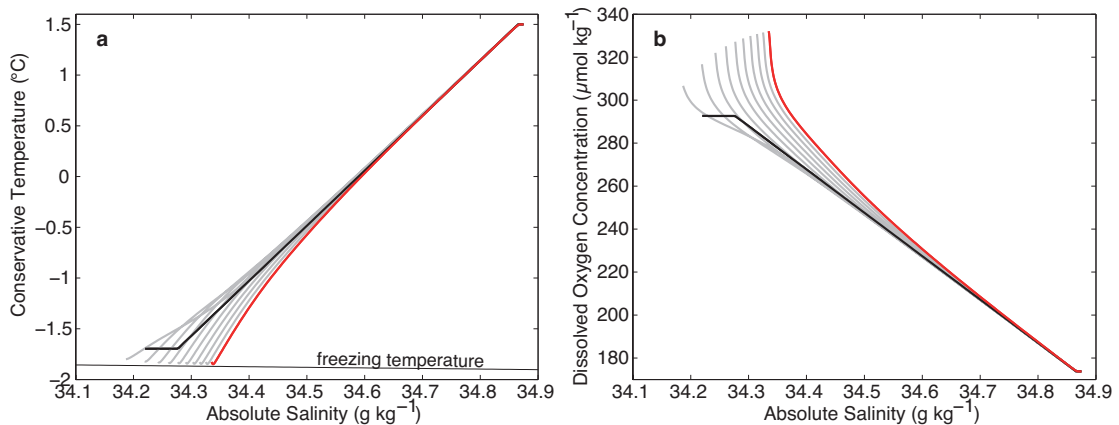 a
1.5
1
0.5
0
−0.5
−1
−1.5
−2
Conservative Temperature (°C)
freezing temperature
34.1 34.2 34.3 34.4 34.5 34.6 34.7 34.8 34.9
Absolute Salinity (g kg⁻¹)
b
340
320
300
280
260
240
220
200
180
Dissolved Oxygen Concentration (µmol kg⁻¹)
34.1 34.2 34.3 34.4 34.5 34.6 34.7 34.8 34.9
Absolute Salinity (g kg⁻¹)